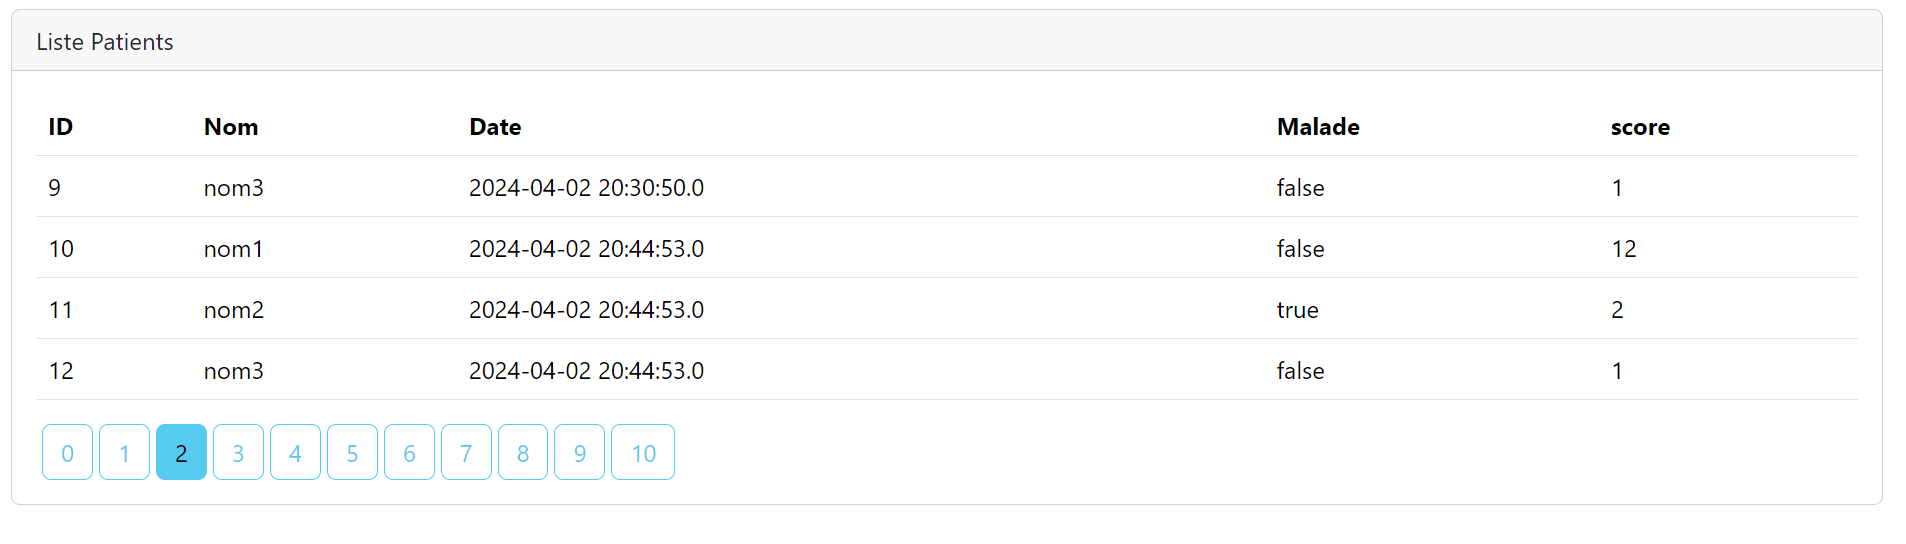 Liste Patients
ID Nom Date Malade score
9 nom3 2024-04-02 20:30:50.0 false 1
10 nom1 2024-04-02 20:44:53.0 false 12
11 nom2 2024-04-02 20:44:53.0 true 2
12 nom3 2024-04-02 20:44:53.0 false 1
0 1 2 3 4 5 6 7 8 9 10